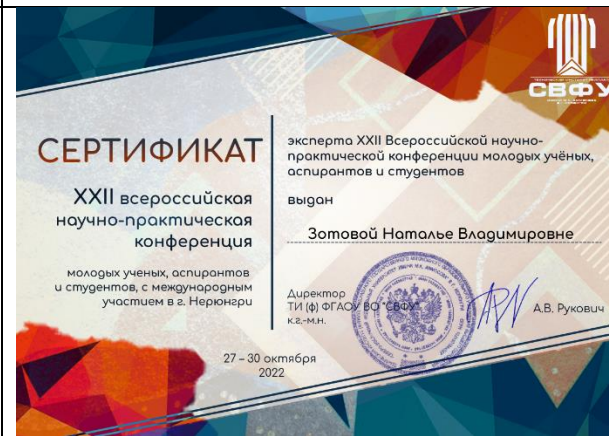 СВФУ
СЕРТИФИКАТ
XXII всероссийская
научно-практическая
конференция
молодых ученых, аспирантов
и студентов, с международным
участием в г. Нерюнгри
27 – 30 октября
2022
эксперта XXII Всероссийской научно-
практической конференции молодых учёных,
аспирантов и студентов
выдан
Зотовой Наталье Владимировне
Директор
ТИ (ф) ФГАОУ ВО "СВФУ",
к.г.-м.н.
А.В. Рукович